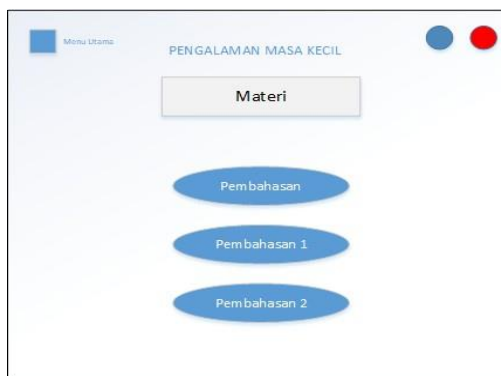 Menu Utama
PENGALAMAN MASA KECIL
Materi
Pembahasan
Pembahasan 1
Pembahasan 2